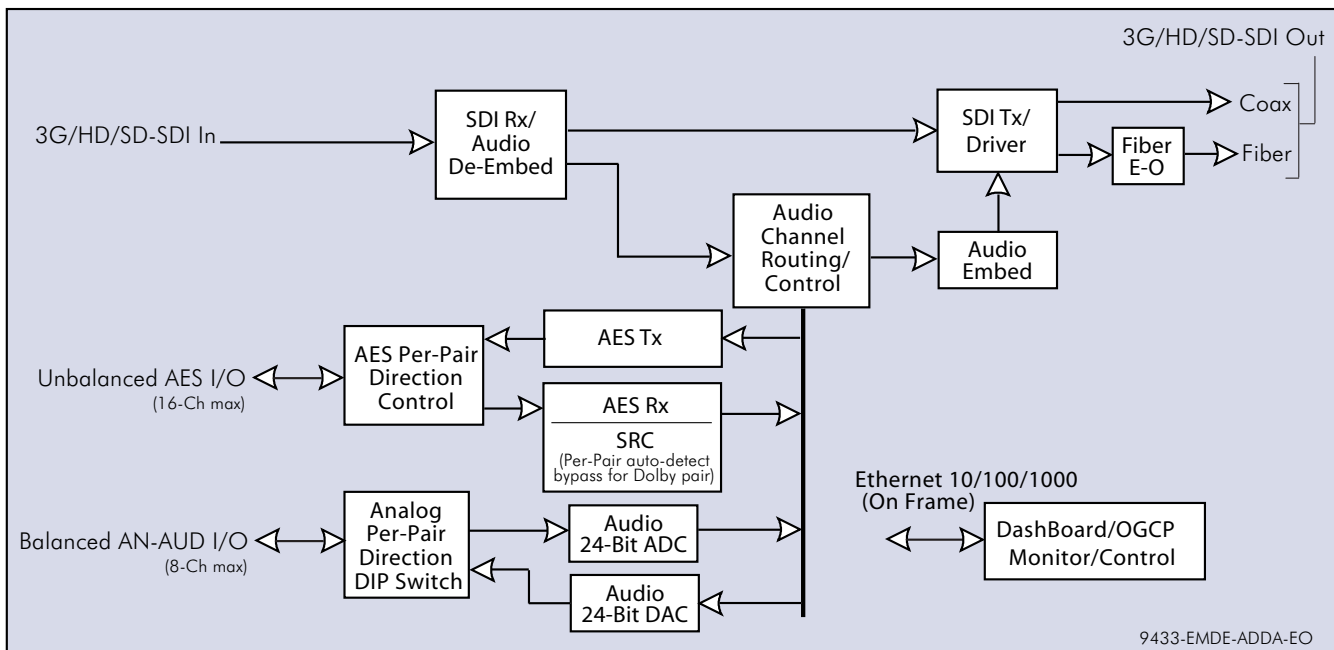 3G/HD/SD-SDI Out
3G/HD/SD-SDI In
SDI Rx/
Audio
De-Embed
SDI Tx/
Driver
Coax
Fiber
E-O
Fiber
Audio
Channel
Routing/
Control
Audio
Embed
AES Tx
Unbalanced AES I/O
(16-Ch max)
AES Per-Pair
Direction
Control
AES Rx
SRC
(Per-Pair auto-detect
bypass for Dolby pair)
Balanced AN-AUD I/O
(8-Ch max)
Analog
Per-Pair
Direction
DIP Switch
Audio
24-Bit ADC
Audio
24-Bit DAC
Ethernet 10/100/1000
(On Frame)
DashBoard/OGCP
Monitor/Control
9433-EMDE-ADDA-EO